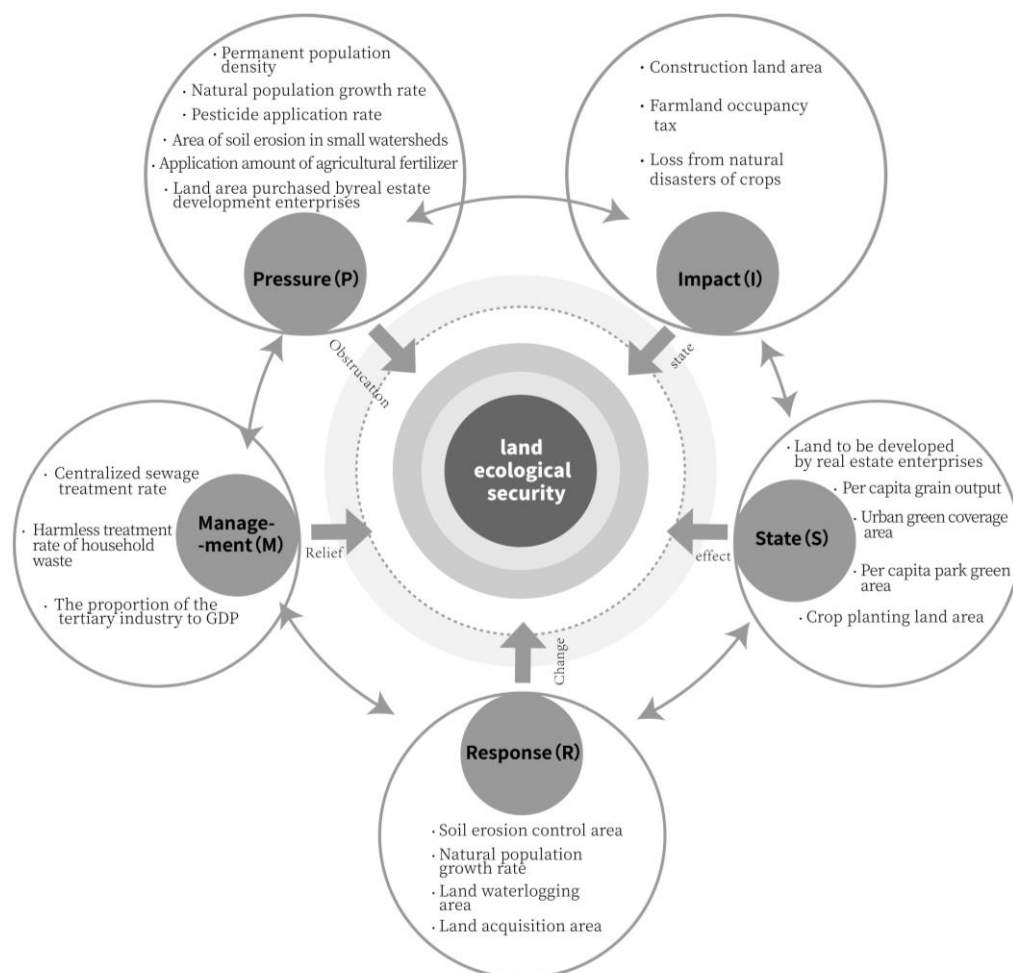 · Permanent population
density
· Natural population growth rate
· Pesticide application rate
· Area of soil erosion in small watersheds
· Application amount of agricultural fertilizer
· Land area purchased byreal estate
development enterprises
Pressure(P)
· Construction land area
· Farmland occupancy
tax
· Loss from natural
disasters of crops
Impact(I)
Obstrucation
state
land
ecological
security
· Centralized sewage
treatment rate
· Harmless treatment
rate of household
waste
· The proportion of the
tertiary industry to GDP
Manage-
-ment(M)
Relief
· Land to be developed
by real estate enterprises
· Per capita grain output
· Urban green coverage
area
· Per capita park green
area
· Crop planting land area
State(S)
effect
Change
Response(R)
· Soil erosion control area
· Natural population
growth rate
· Land waterlogging
area
· Land acquisition area